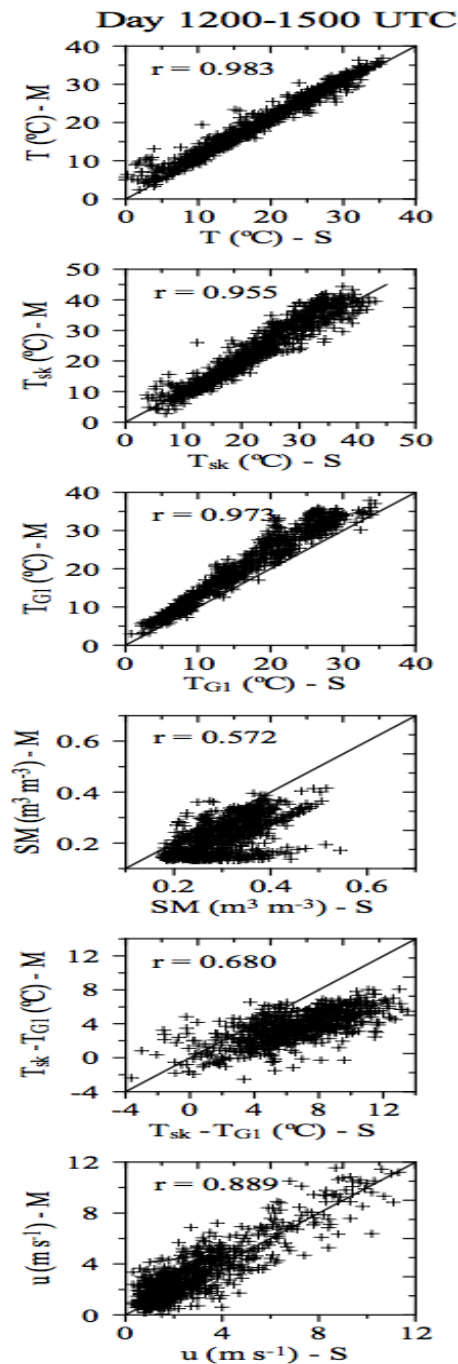 Day 1200-1500 UTC
40
r = 0.983
30
T (ºC) - M
20
10
0
0 10 20 30 40
T (ºC) - S
50
r = 0.955
40
30
Tsk (ºC) - M
20
10
0
0 10 20 30 40 50
Tsk (ºC) - S
40
r = 0.973
30
TG1 (ºC) - M
20
10
0
0 10 20 30 40
TG1 (ºC) - S
r = 0.572
0.6
SM (m³ m-³) - M
0.4
0.2
0.2 0.4 0.6
SM (m³ m-³) - S
12
r = 0.680
8
Tsk -TG1 (ºC) - M
4
0
-4
-4 0 4 8 12
Tsk -TG1 (ºC) - S
12
r = 0.889
8
u (m s-¹) - M
4
0
0 4 8 12
u (m s-¹) - S